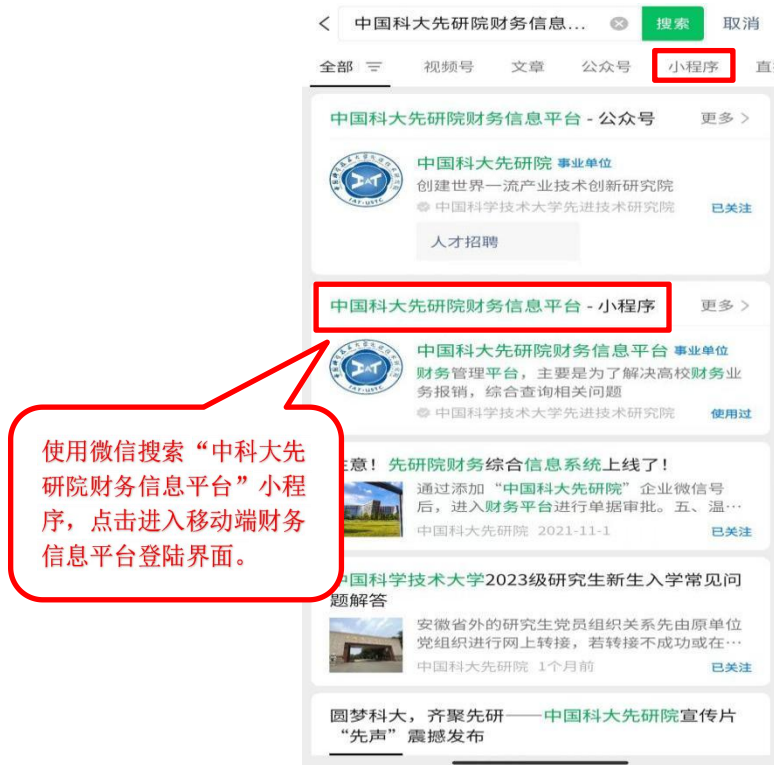 中国科大先研院财务信息...
搜索
取消
全部
视频号
文章
公众号
小程序
中国科大先研院财务信息平台 - 公众号
更多
中国科大先研院 事业单位
创建世界一流产业技术创新研究院
中国科学技术大学先进技术研究院
已关注
人才招聘
中国科大先研院财务信息平台 - 小程序
更多
中国科大先研院财务信息平台 事业单位
财务管理平台，主要是为了解决高校财务业
务报销，综合查询相关问题
中国科学技术大学先进技术研究院
使用过
使用微信搜索“中科大先
研院财务信息平台”小程
序，点击进入移动端财务
信息平台登陆界面。
意！先研院财务综合信息系统上线了！
通过添加“中国科大先研院”企业微信号
后，进入财务平台进行单据审批。五、温…
中国科大先研院 2021-11-1
已关注
中国科学技术大学2023级研究生新生入学常见问
题解答
安徽省外的研究生党员组织关系先由原单位
党组织进行网上转接，若转接不成功或在…
中国科大先研院 1个月前
已关注
圆梦科大，齐聚先研——中国科大先研院宣传片
“先声”震撼发布